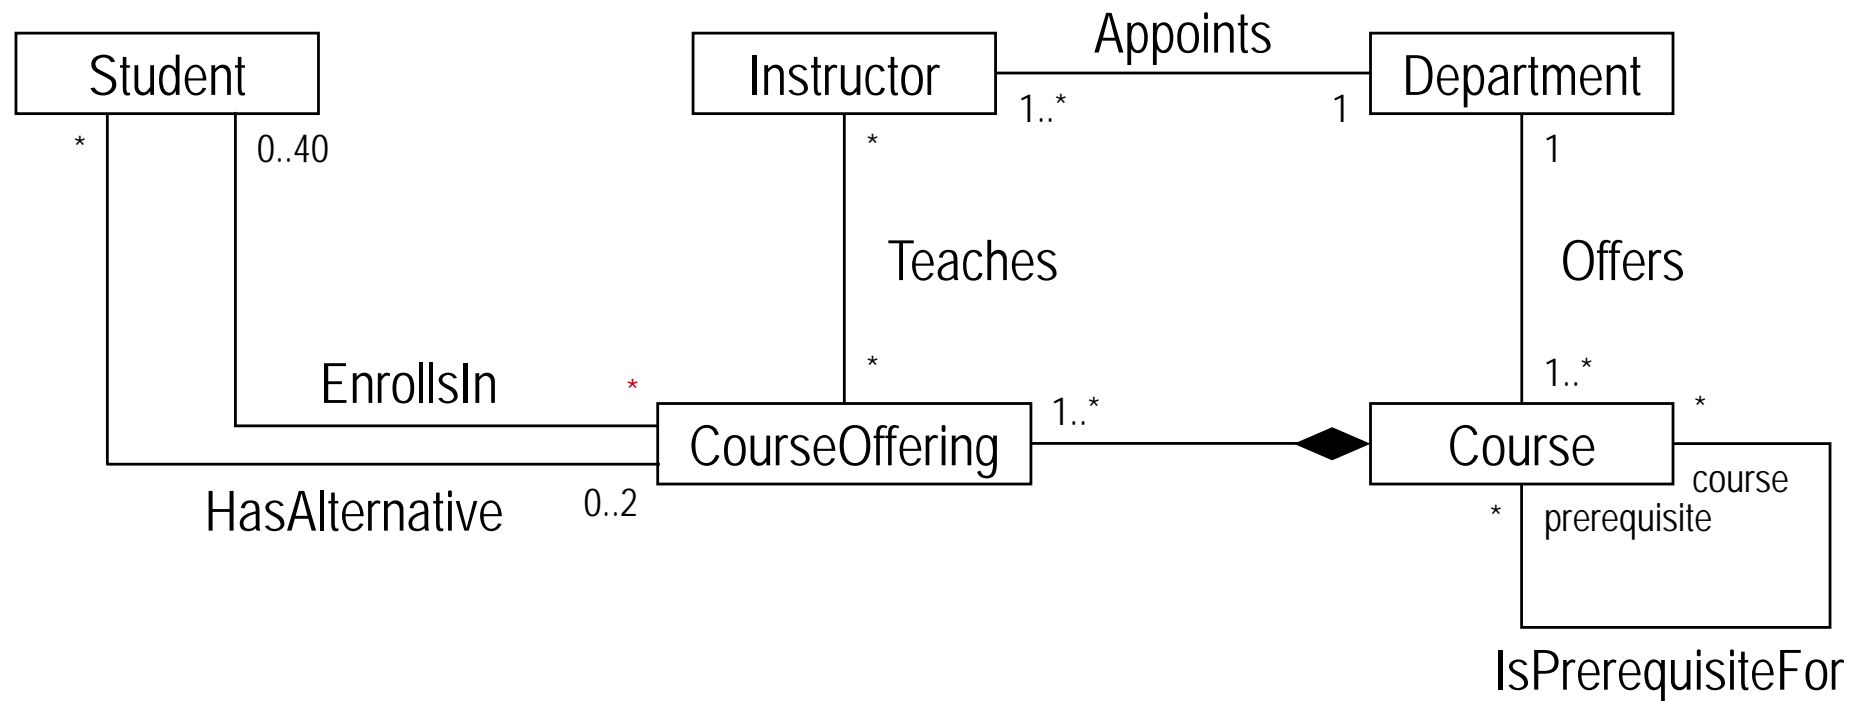 Appoints
Student
Instructor
Department
1..*
1
*
0..40
*
1
Teaches
Offers
EnrollsIn
*
*
1..*
1..*
*
CourseOffering
Course
course
HasAlternative
0..2
*
prerequisite
IsPrerequisiteFor